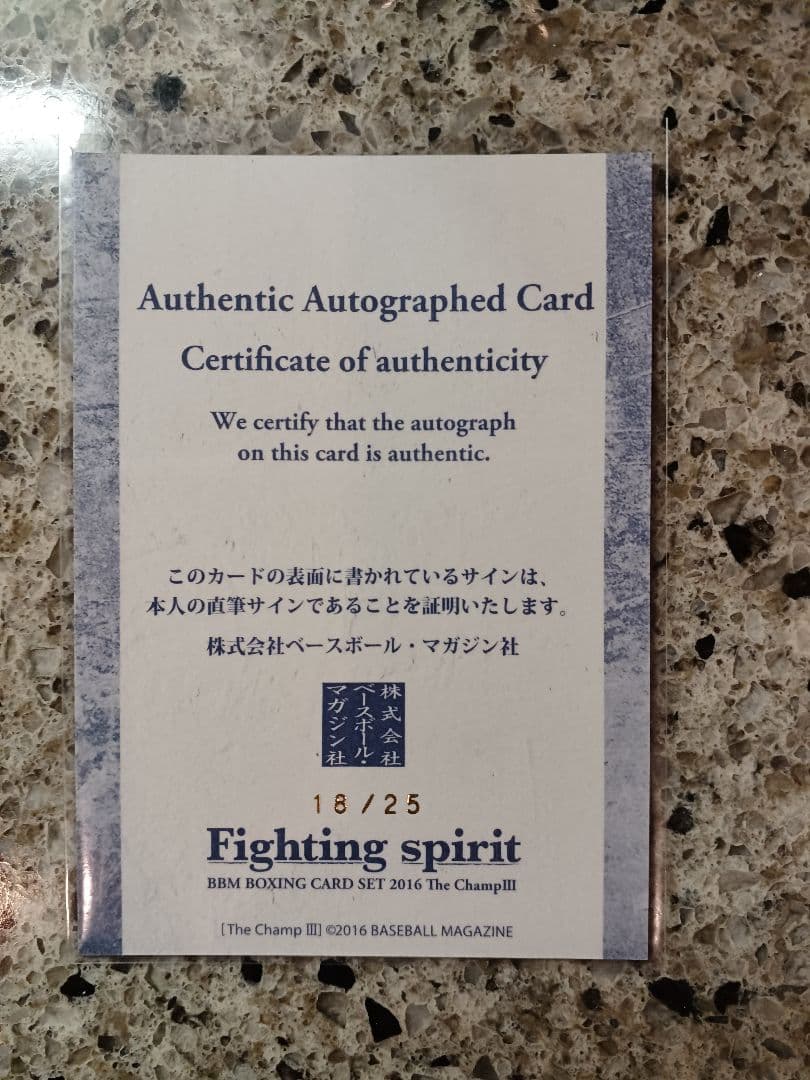 Authentic Autographed Card
Certificate of authenticity
We certify that the autograph
on this card is authentic.
このカードの表面に書かれているサインは、
本人の直筆サインであることを証明いたします。
株式会社ベースボール・マガジン社
株式会社
ベースボール・
マガジン社
18/25
Fighting spirit
BBM BOXING CARD SET 2016 The ChampⅢ
[The Champ Ⅲ] ©2016 BASEBALL MAGAZINE